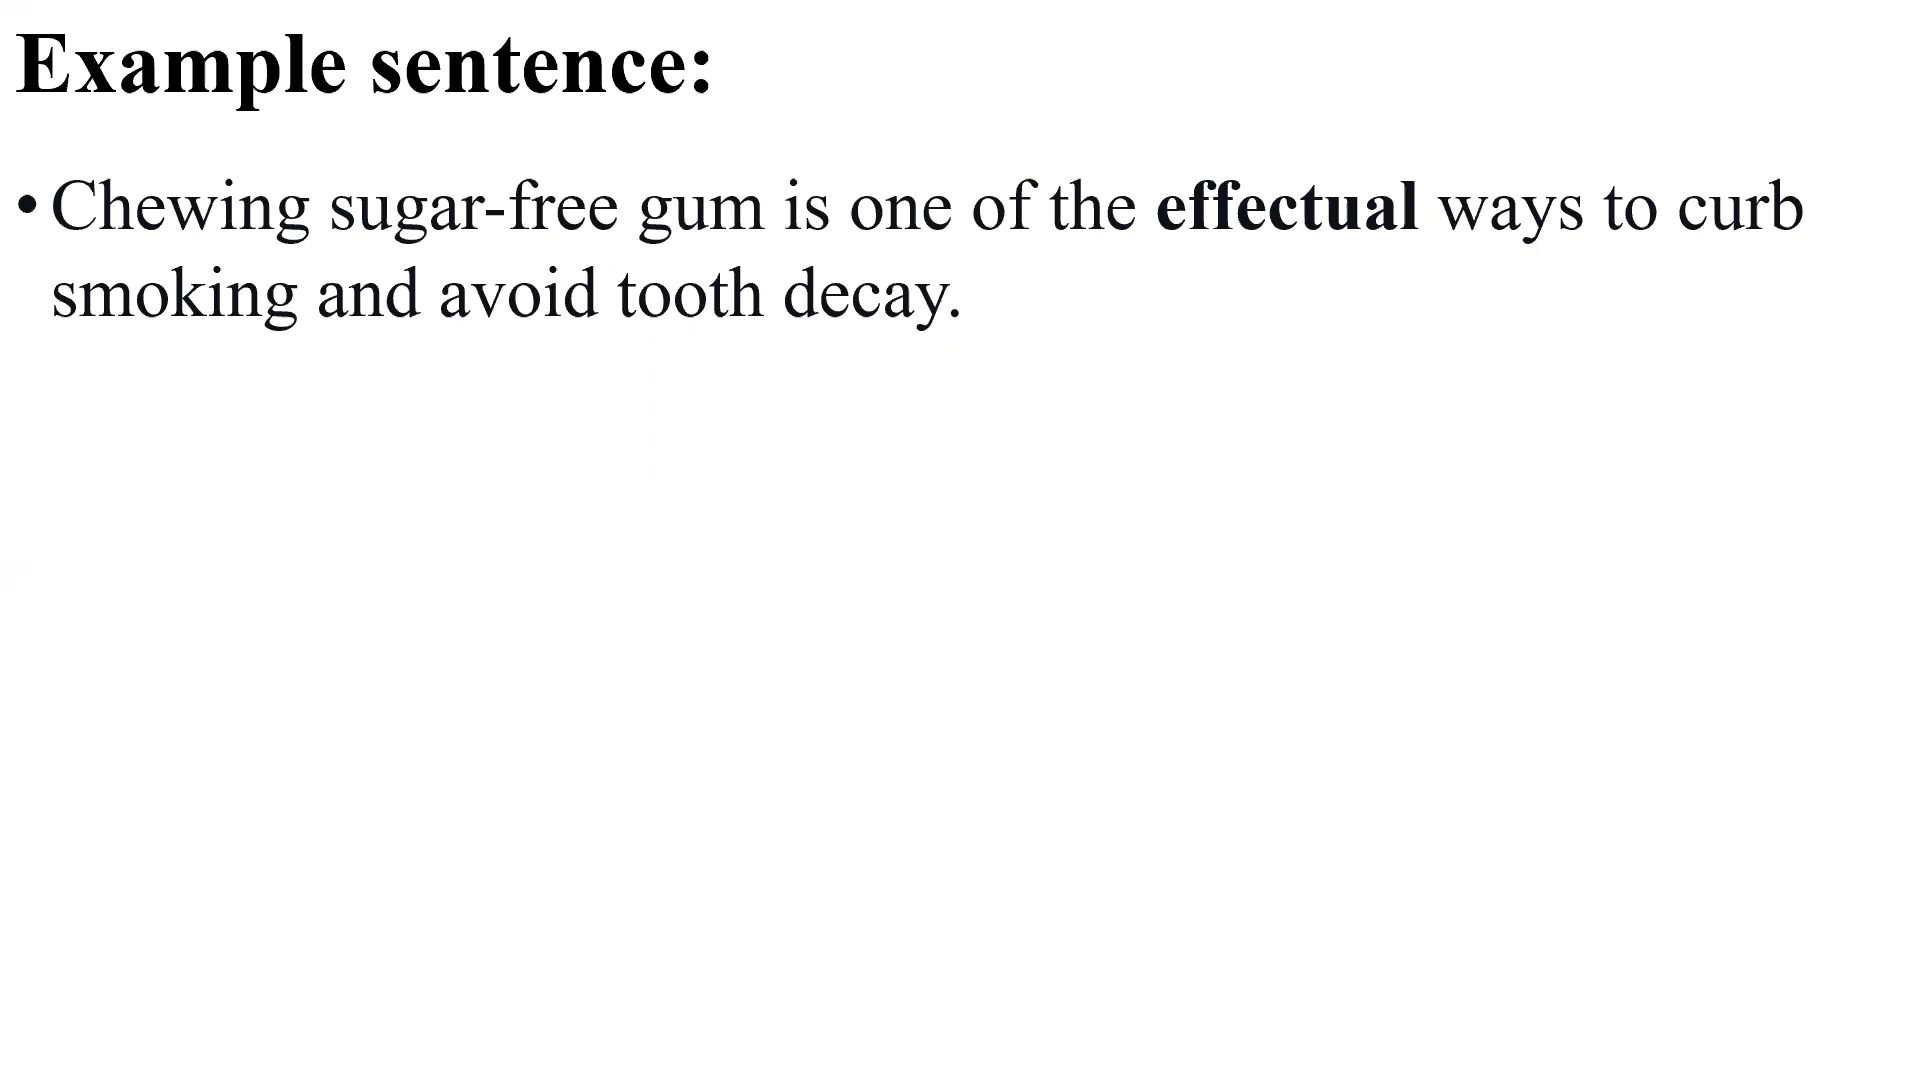 Example sentence:
• Chewing sugar-free gum is one of the effectual ways to curb
smoking and avoid tooth decay.